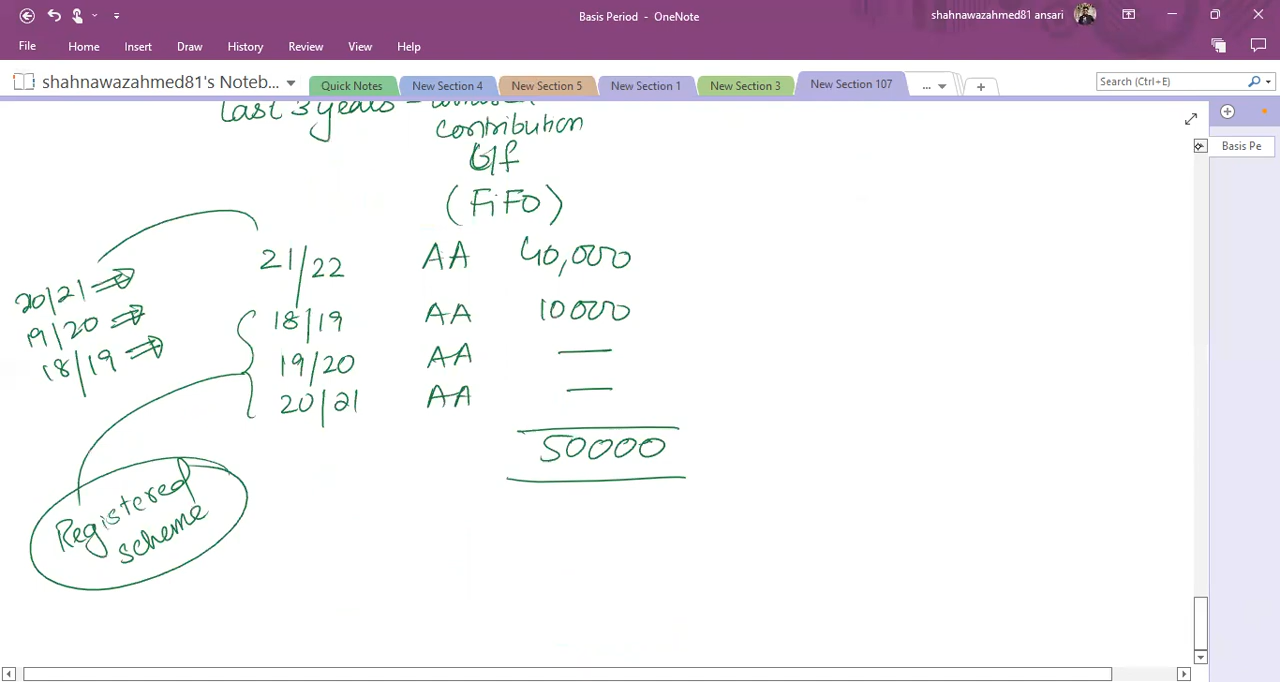 Basis Period - OneNote
shahnawazahmed81 ansari
File Home Insert Draw History Review View Help
shahnawazahmed81's Noteb... Quick Notes New Section 4 New Section 5 New Section 1 New Section 3 New Section 107 ... Search (Ctrl+E)
Basis Pe
last 3 years -
contribution
b/f
(FiFO)
21/22 AA 40,000
20/21 ⇒
18/19 AA 10000
19/20 ⇒
19/20 AA —
18/19 ⇒
20/21 AA —
50000
Registered
scheme